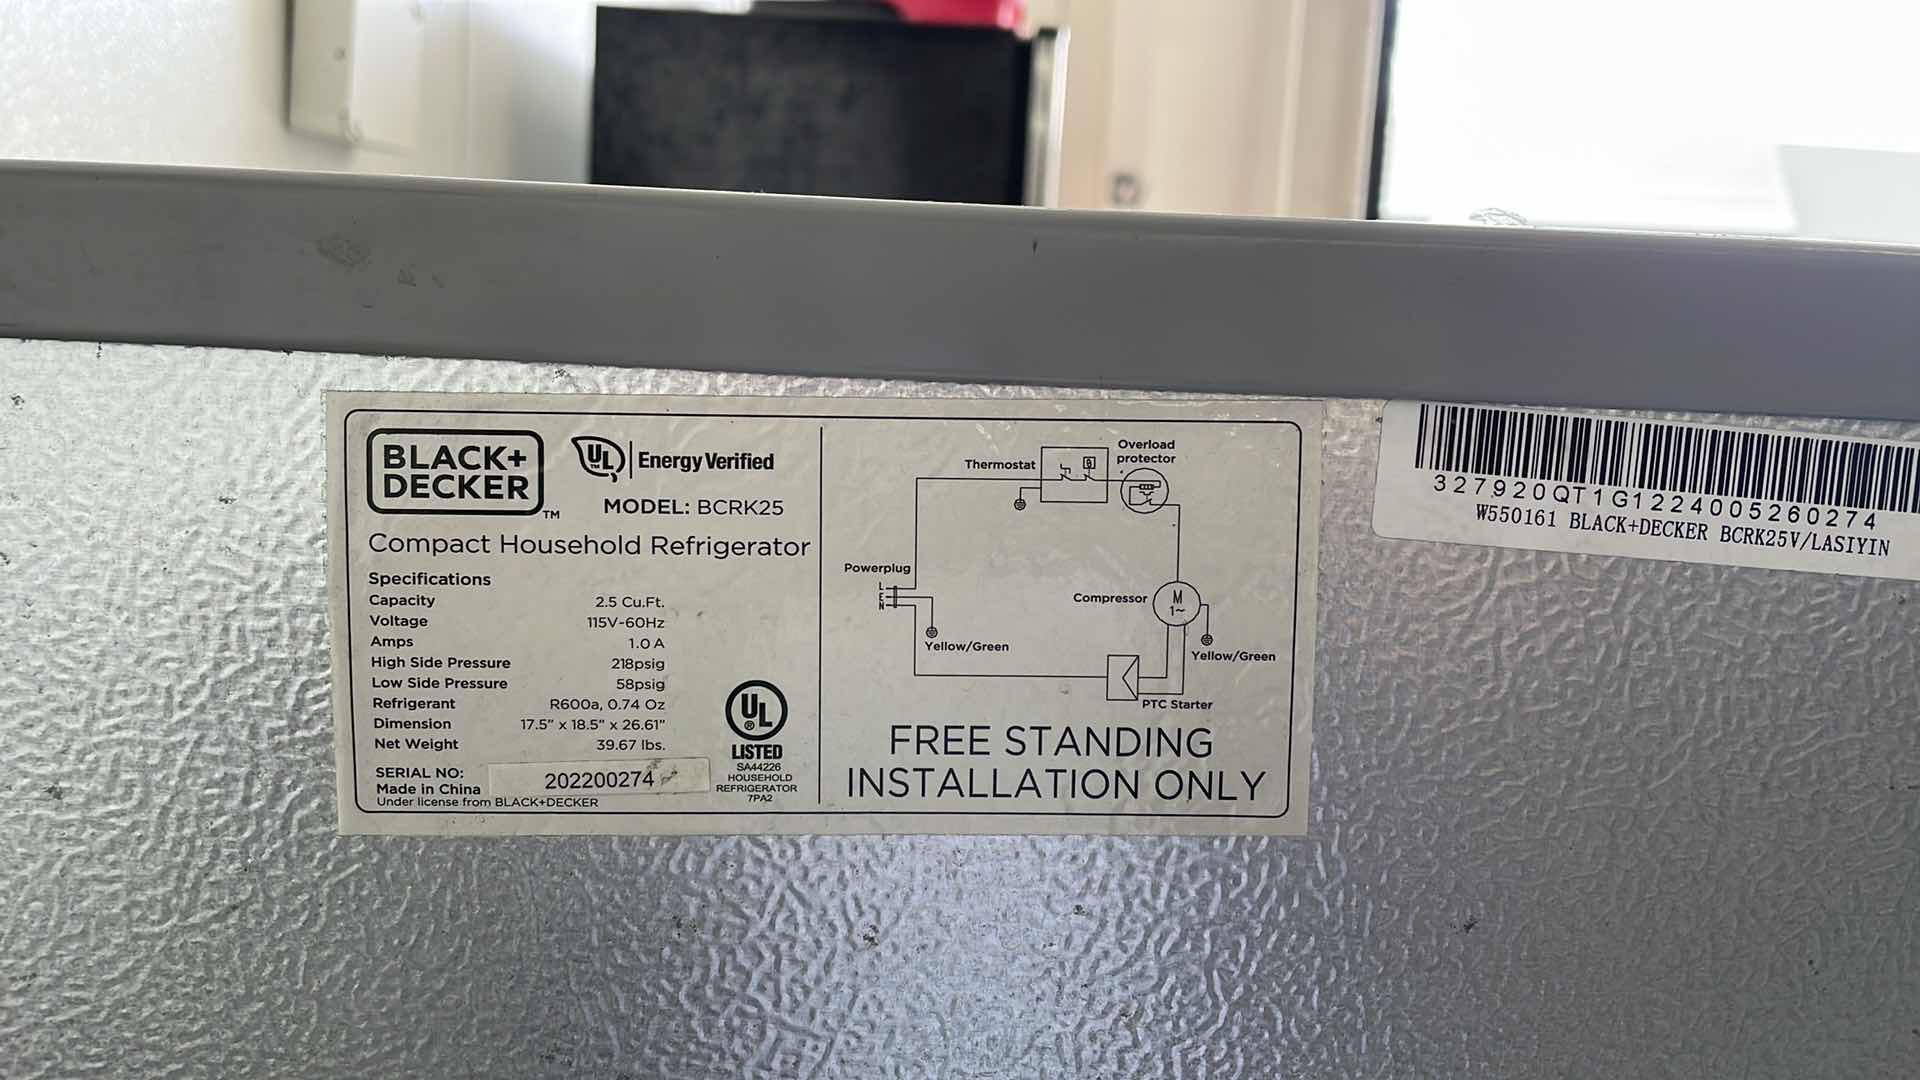 BLACK+
DECKER™
UL™ Energy Verified
MODEL: BCRK25
Compact Household Refrigerator
Specifications
Capacity 2.5 Cu.Ft.
Voltage 115V~60Hz
Amps 1.0 A
High Side Pressure 218psig
Low Side Pressure 58psig
Refrigerant R600a, 0.74 Oz
Dimension 17.5" x 18.5" x 26.61"
Net Weight 39.67 lbs.
SERIAL NO: 202200274
Made in China
Under license from BLACK+DECKER
UL®
LISTED
SA44226
HOUSEHOLD
REFRIGERATOR
7PA2
Thermostat
Overload
protector
Powerplug
L
E
N
Yellow/Green
Compressor
M
1~
Yellow/Green
PTC Starter
FREE STANDING
INSTALLATION ONLY
327920QT1G1224005260274
W550161 BLACK+DECKER BCRK25V/LASIYIN